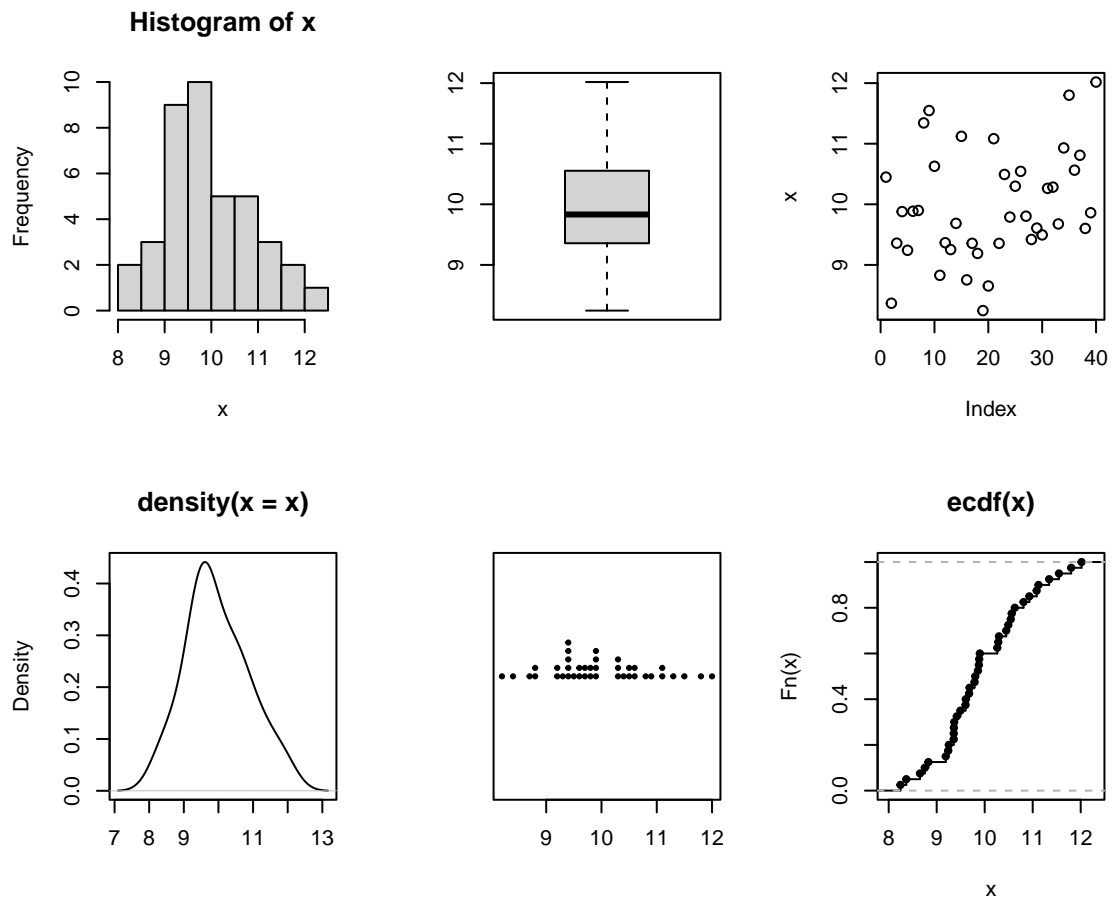 Histogram of x
Frequency
0 2 4 6 8 10
8 9 10 11 12
x
9 10 11 12
x
9 10 11 12
0 10 20 30 40
Index
density(x = x)
Density
0.0 0.1 0.2 0.3 0.4
7 8 9 11 13
9 10 11 12
ecdf(x)
Fn(x)
0.0 0.4 0.8
8 9 10 11 12
x